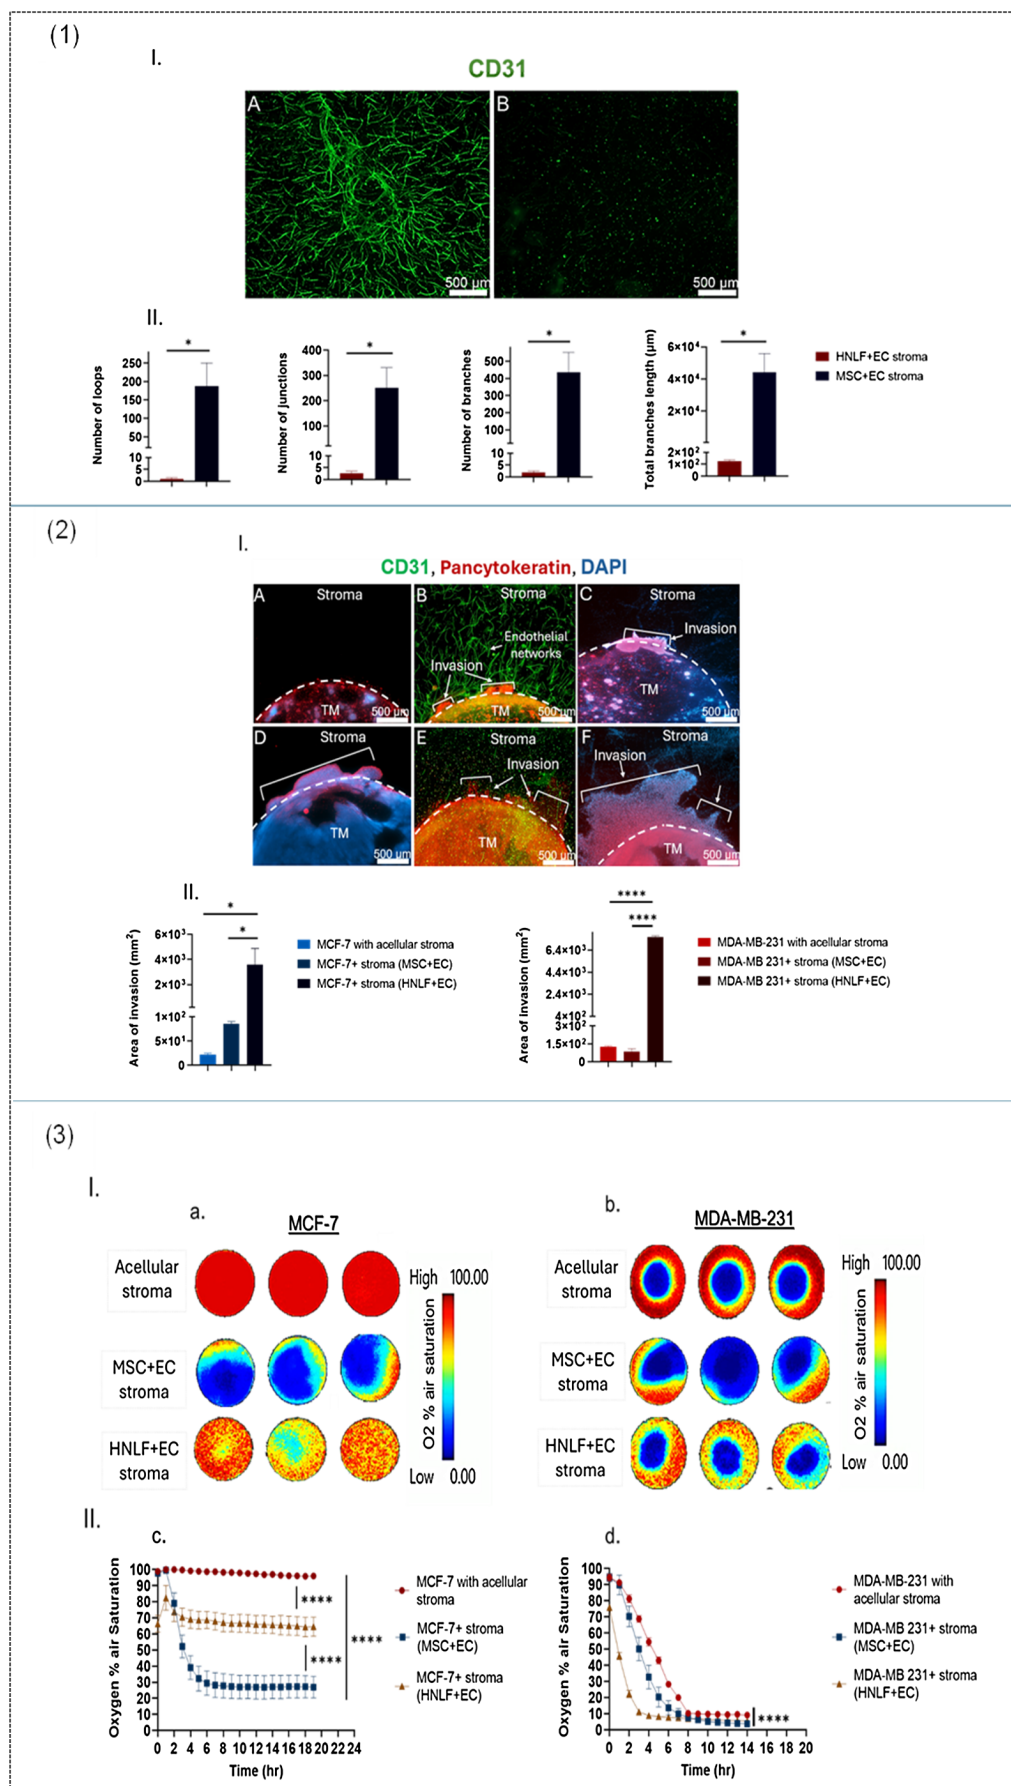 (1)
I.
CD31
A
B
500 µm
500 µm
II.
Number of loops
250
200
150
100
50
10
5
0
*
Number of junctions
400
300
200
100
10
5
0
*
Number of branches
500
400
300
200
100
10
5
0
*
Total branches length (µm)
6×10⁴
4×10⁴
2×10⁴
2×10²
1×10²
0
*
HNLF+EC stroma
MSC+EC stroma
(2)
I.
CD31, Pancytokeratin, DAPI
A
Stroma
TM
500 µm
B
Stroma
Endothelial
networks
Invasion
TM
500 µm
C
Stroma
Invasion
TM
500 µm
D
Stroma
TM
500 µm
E
Stroma
Invasion
TM
500 µm
F
Stroma
Invasion
TM
500 µm
II.
Area of invasion (mm²)
6×10³
4×10³
2×10³
1×10²
5×10¹
0
*
*
MCF-7 with acellular stroma
MCF-7+ stroma (MSC+EC)
MCF-7+ stroma (HNLF+EC)
Area of invasion (mm²)
6.4×10³
4.4×10³
2.4×10³
4×10²
3×10²
1.5×10²
0
****
****
MDA-MB-231 with acellular stroma
MDA-MB 231+ stroma (MSC+EC)
MDA-MB 231+ stroma (HNLF+EC)
(3)
I.
a.
MCF-7
Acellular
stroma
MSC+EC
stroma
HNLF+EC
stroma
High 100.00
O2 % air saturation
Low 0.00
b.
MDA-MB-231
Acellular
stroma
MSC+EC
stroma
HNLF+EC
stroma
High 100.00
O2 % air saturation
Low 0.00
II.
c.
Oxygen % air Saturation
100
90
80
70
60
50
40
30
20
10
0
0 2 4 6 8 10 12 14 16 18 20 22 24
Time (hr)
****
****
****
MCF-7 with acellular
stroma
MCF-7+ stroma
(MSC+EC)
MCF-7+ stroma
(HNLF+EC)
d.
Oxygen % air Saturation
100
90
80
70
60
50
40
30
20
10
0
0 2 4 6 8 10 12 14 16 18 20
Time (hr)
****
MDA-MB-231 with
acellular stroma
MDA-MB 231+ stroma
(MSC+EC)
MDA-MB 231+ stroma
(HNLF+EC)